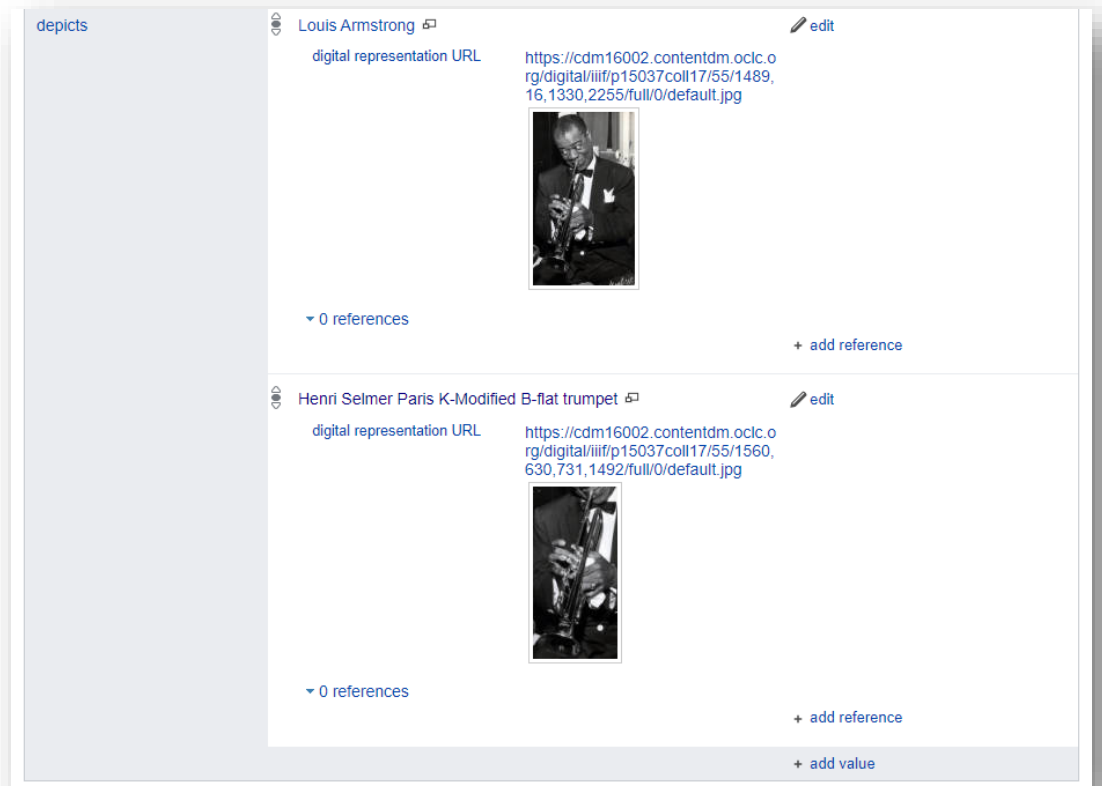 depicts
Louis Armstrong
edit
digital representation URL
https://cdm16002.contentdm.oclc.o
rg/digital/iiif/p15037coll17/55/1489,
16,1330,2255/full/0/default.jpg
0 references
+ add reference
Henri Selmer Paris K-Modified B-flat trumpet
edit
digital representation URL
https://cdm16002.contentdm.oclc.o
rg/digital/iiif/p15037coll17/55/1560,
630,731,1492/full/0/default.jpg
0 references
+ add reference
+ add value